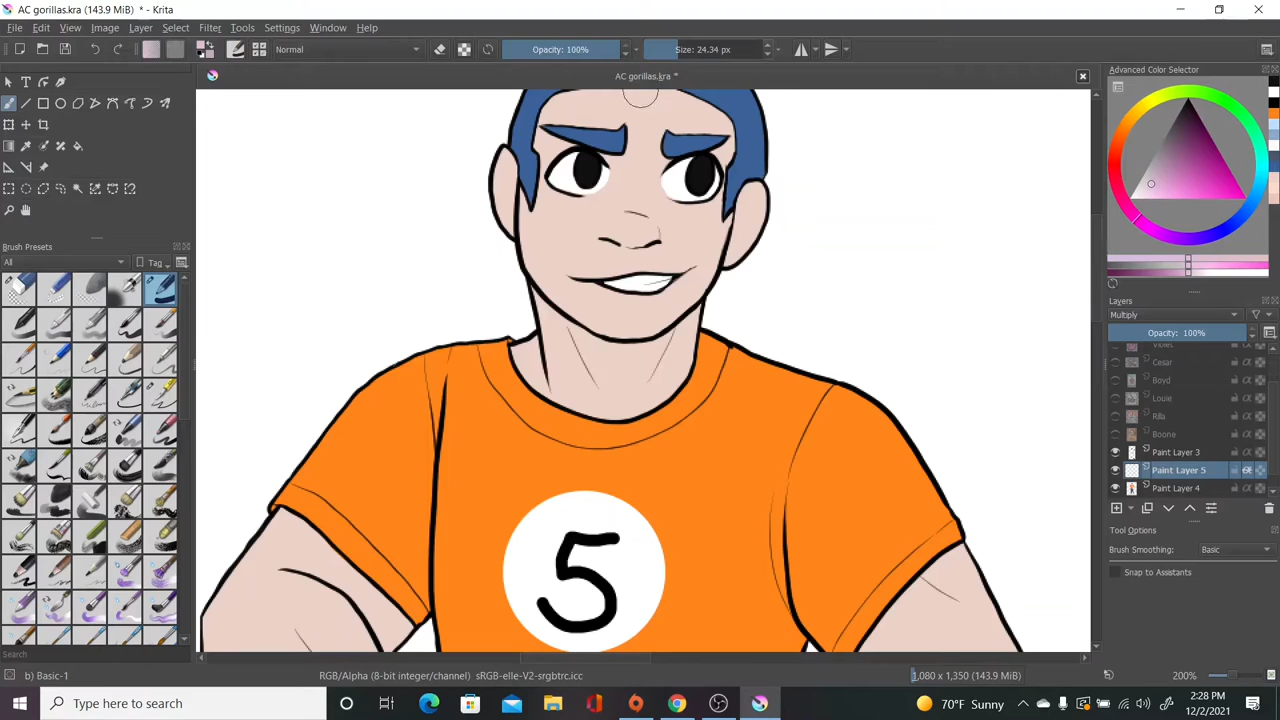 AC gorillas.kra (143.9 MiB) * - Krita
File Edit View Image Layer Select Filter Tools Settings Window Help
Normal Opacity: 100% Size: 24.34 px
AC gorillas.kra *
Advanced Color Selector
Brush Presets
All Tag
Search
5
Layers
Multiply
Opacity: 100%
Violet
Cesar
Boyd
Louie
Rilla
Boone
Paint Layer 3
Paint Layer 5
Paint Layer 4
Tool Options
Brush Smoothing: Basic
Snap to Assistants
b) Basic-1 RGB/Alpha (8-bit integer/channel) sRGB-elle-V2-srgbtrc.icc 1,080 x 1,350 (143.9 MiB) 200%
Type here to search 70°F Sunny 2:28 PM
12/2/2021